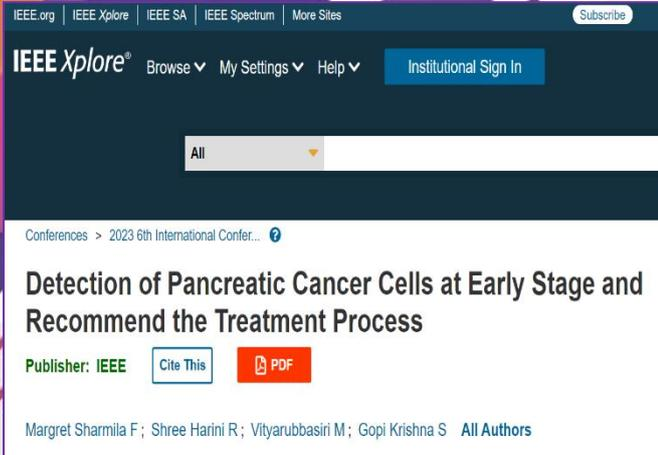 IEEE.org | IEEE Xplore | IEEE SA | IEEE Spectrum | More Sites Subscribe
IEEE Xplore® Browse My Settings Help Institutional Sign In
All
Conferences > 2023 6th International Confer... ?
Detection of Pancreatic Cancer Cells at Early Stage and
Recommend the Treatment Process
Publisher: IEEE Cite This PDF
Margret Sharmila F ; Shree Harini R ; Vityarubbasiri M ; Gopi Krishna S All Authors